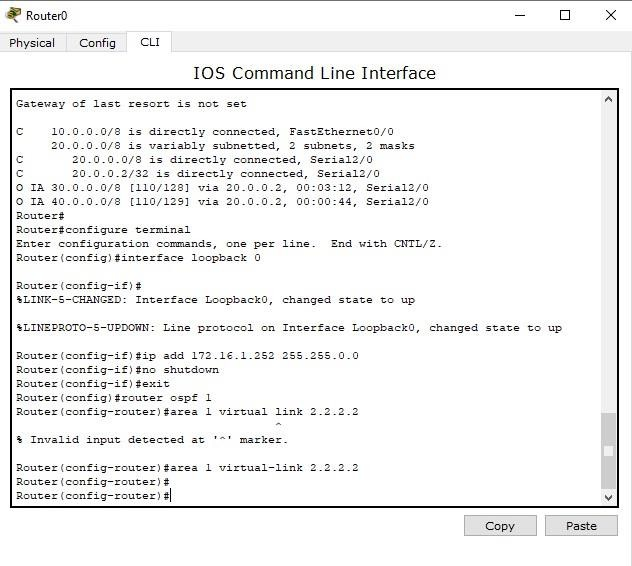 Router0
Physical Config CLI
IOS Command Line Interface
Gateway of last resort is not set
C    10.0.0.0/8 is directly connected, FastEthernet0/0
     20.0.0.0/8 is variably subnetted, 2 subnets, 2 masks
C       20.0.0.0/8 is directly connected, Serial2/0
C       20.0.0.2/32 is directly connected, Serial2/0
O IA 30.0.0.0/8 [110/128] via 20.0.0.2, 00:03:12, Serial2/0
O IA 40.0.0.0/8 [110/129] via 20.0.0.2, 00:00:44, Serial2/0
Router#
Router#configure terminal
Enter configuration commands, one per line.  End with CNTL/Z.
Router(config)#interface loopback 0
Router(config-if)#
%LINK-5-CHANGED: Interface Loopback0, changed state to up
%LINEPROTO-5-UPDOWN: Line protocol on Interface Loopback0, changed state to up
Router(config-if)#ip add 172.16.1.252 255.255.0.0
Router(config-if)#no shutdown
Router(config-if)#exit
Router(config)#router ospf 1
Router(config-router)#area 1 virtual link 2.2.2.2
                                      ^
% Invalid input detected at '^' marker.
Router(config-router)#area 1 virtual-link 2.2.2.2
Router(config-router)#
Router(config-router)#
Copy Paste